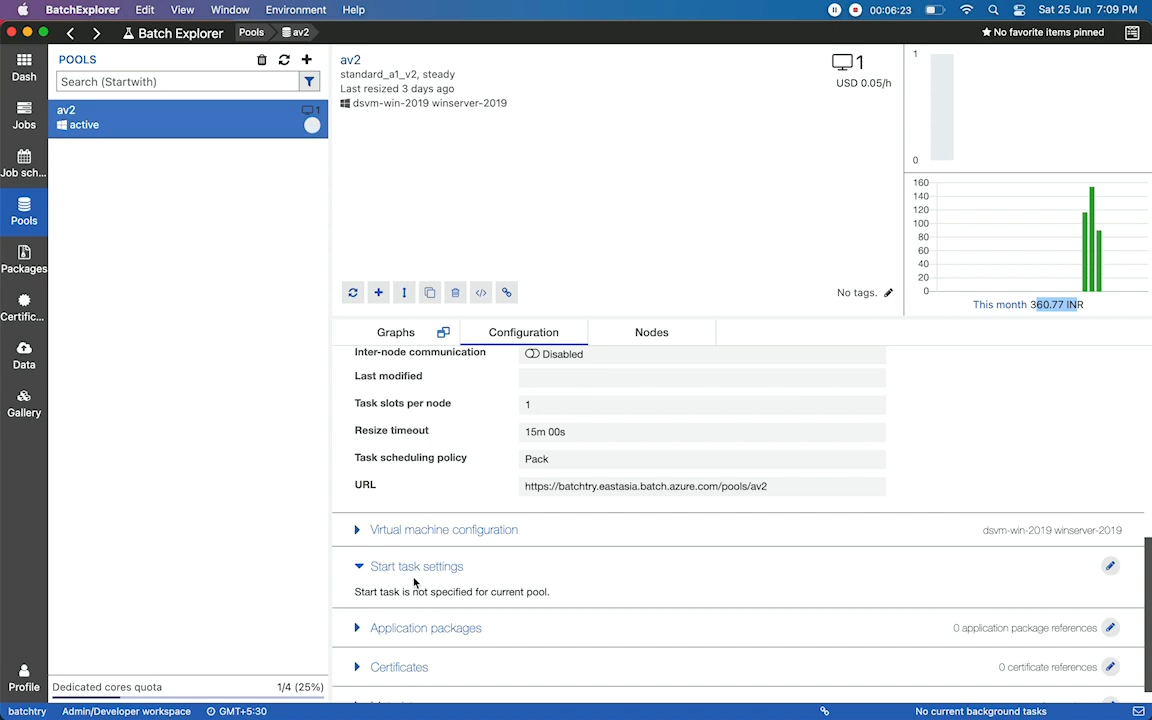 BatchExplorer Edit View Window Environment Help 00:06:23 Sat 25 Jun 7:09 PM
Batch Explorer Pools av2 No favorite items pinned
Dash
Jobs
Job sch...
Pools
Packages
Certific...
Data
Gallery
Profile
POOLS
Search (Startwith)
av2 1
active
Dedicated cores quota 1/4 (25%)
av2
standard_a1_v2, steady
Last resized 3 days ago
dsvm-win-2019 winserver-2019
1
USD 0.05/h
No tags.
1
0
160
140
120
100
80
60
40
20
0
This month 360.77 INR
Graphs Configuration Nodes
Inter-node communication Disabled
Last modified
Task slots per node 1
Resize timeout 15m 00s
Task scheduling policy Pack
URL https://batchtry.eastasia.batch.azure.com/pools/av2
Virtual machine configuration dsvm-win-2019 winserver-2019
Start task settings
Start task is not specified for current pool.
Application packages 0 application package references
Certificates 0 certificate references
batchtry Admin/Developer workspace GMT+5:30 No current background tasks